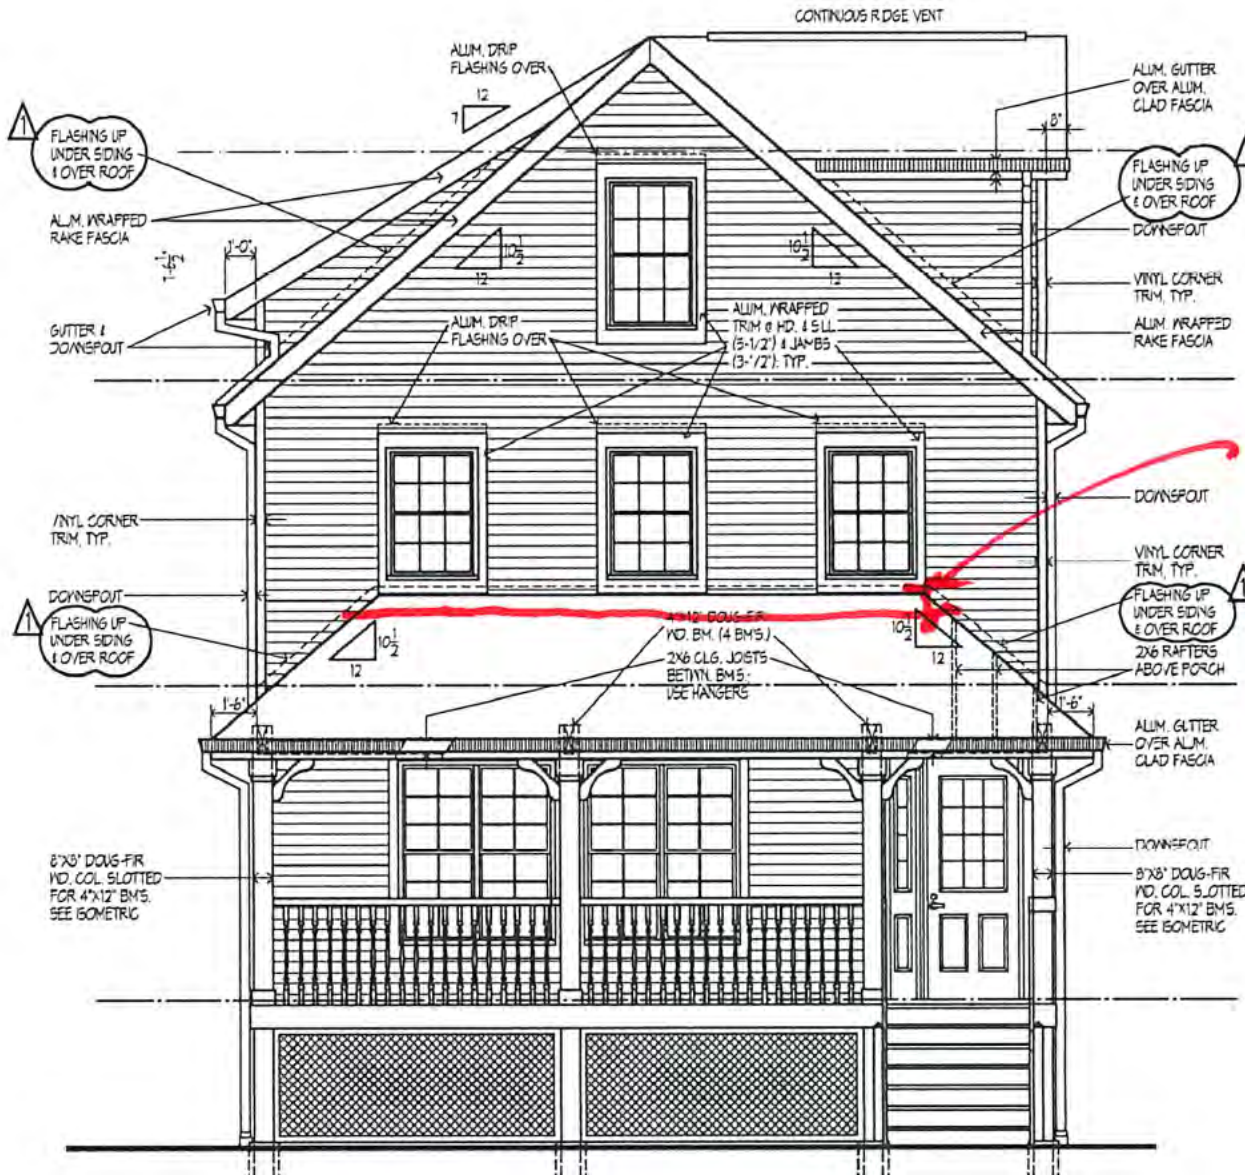 CONTINUOUS RIDGE VENT
ALUM. DRIP
FLASHING OVER
12
7
ALUM. GUTTER
OVER ALUM.
CLAD FASCIA
8"
1
FLASHING UP
UNDER SIDING
& OVER ROOF
FLASHING UP
UNDER SIDING
& OVER ROOF
ALUM. WRAPPED
RAKE FASCIA
1'-0"
10 1/2
12
10 1/2
12
DOWNSPOUT
VINYL CORNER
TRIM, TYP.
ALUM. WRAPPED
RAKE FASCIA
GUTTER &
DOWNSPOUT
ALUM. DRIP
FLASHING OVER
ALUM. WRAPPED
TRIM @ HD. & SILL
(5-1/2") & JAMBS
(3-1/2"): TYP.
VINYL CORNER
TRIM, TYP.
DOWNSPOUT
VINYL CORNER
TRIM, TYP.
DOWNSPOUT
1
FLASHING UP
UNDER SIDING
& OVER ROOF
1
FLASHING UP
UNDER SIDING
& OVER ROOF
10 1/2
12
4"X12" DOUG-FIR
WD. BM. (4 BM'S.)
2X6 CLG. JOISTS
BETWN. BM'S.-
USE HANGERS
10 1/2
12
2X6 RAFTERS
ABOVE PORCH
1'-6"
1'-6"
ALUM. GUTTER
OVER ALUM.
CLAD FASCIA
8"X8" DOUG-FIR
WD. COL. SLOTTED
FOR 4"X12" BM'S.
SEE ISOMETRIC
DOWNSPOUT
8"X8" DOUG-FIR
WD. COL. SLOTTED
FOR 4"X12" BM'S.
SEE ISOMETRIC